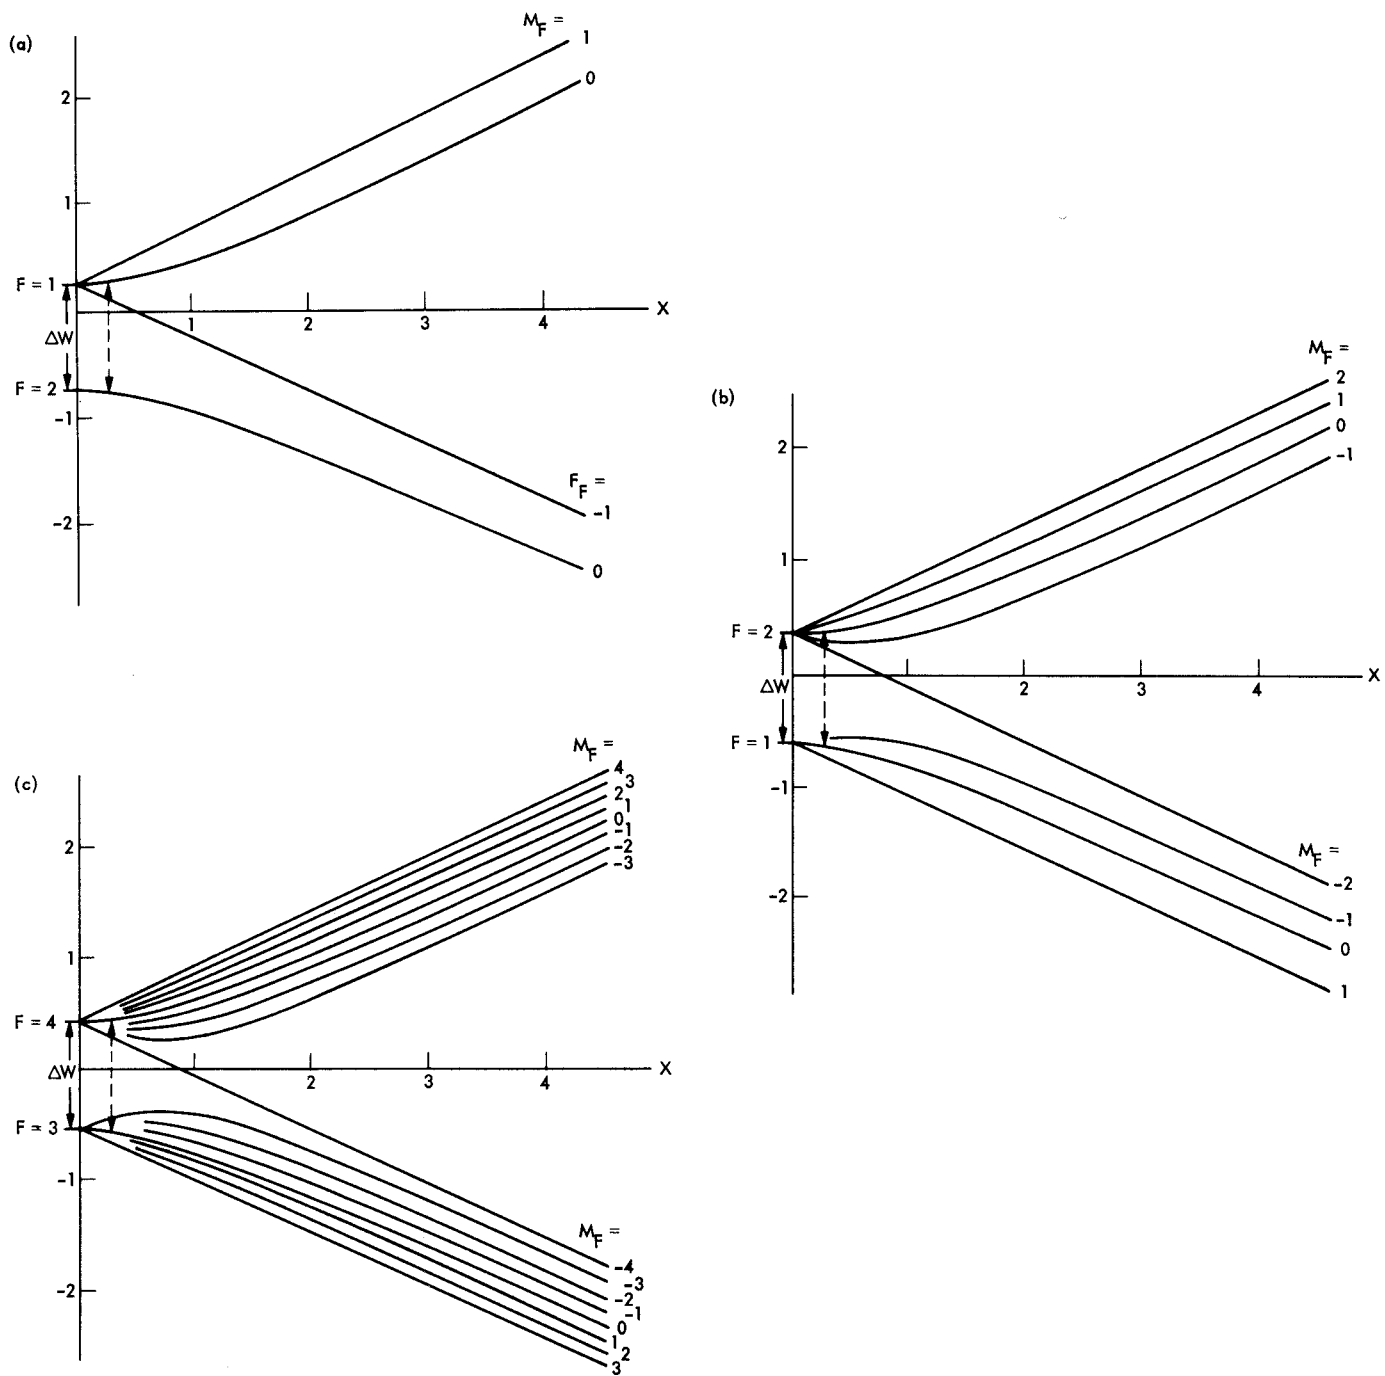 (a)
M_F =
1
0
2
1
F = 1
1 2 3 4 X
ΔW
F = 2
-1
F_F =
-1
-2
0
(b)
M_F =
2
1
0
-1
2
1
F = 2
2 3 4 X
ΔW
F = 1
-1
M_F =
-2
-2
-1
0
1
(c)
M_F =
4
3
2
1
0
-1
-2
-3
2
1
F = 4
2 3 4 X
ΔW
F = 3
-1
M_F =
-2
-4
-3
-2
-1
0
1
2
3